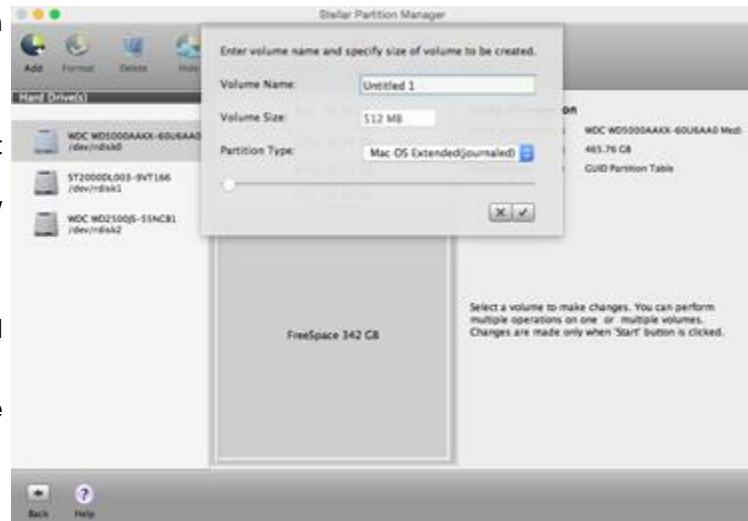 Stellar Partition Manager
Add Format Delete Hide
Enter volume name and specify size of volume to be created.
Volume Name: Untitled 1
Volume Size: 512 MB
Partition Type: Mac OS Extended(journaled)
Hard Drive(s)
WDC WD5000AAKX-60U6AA0
/dev/rdisk0
ST2000DL003-9VT166
/dev/rdisk1
WDC WD2500JS-55NCB1
/dev/rdisk2
on
WDC WD5000AAKX-60U6AA0 Medi
465.76 GB
GUID Partition Table
FreeSpace 342 GB
Select a volume to make changes. You can perform
multiple operations on one or multiple volumes.
Changes are made only when 'Start' button is clicked.
Back Help